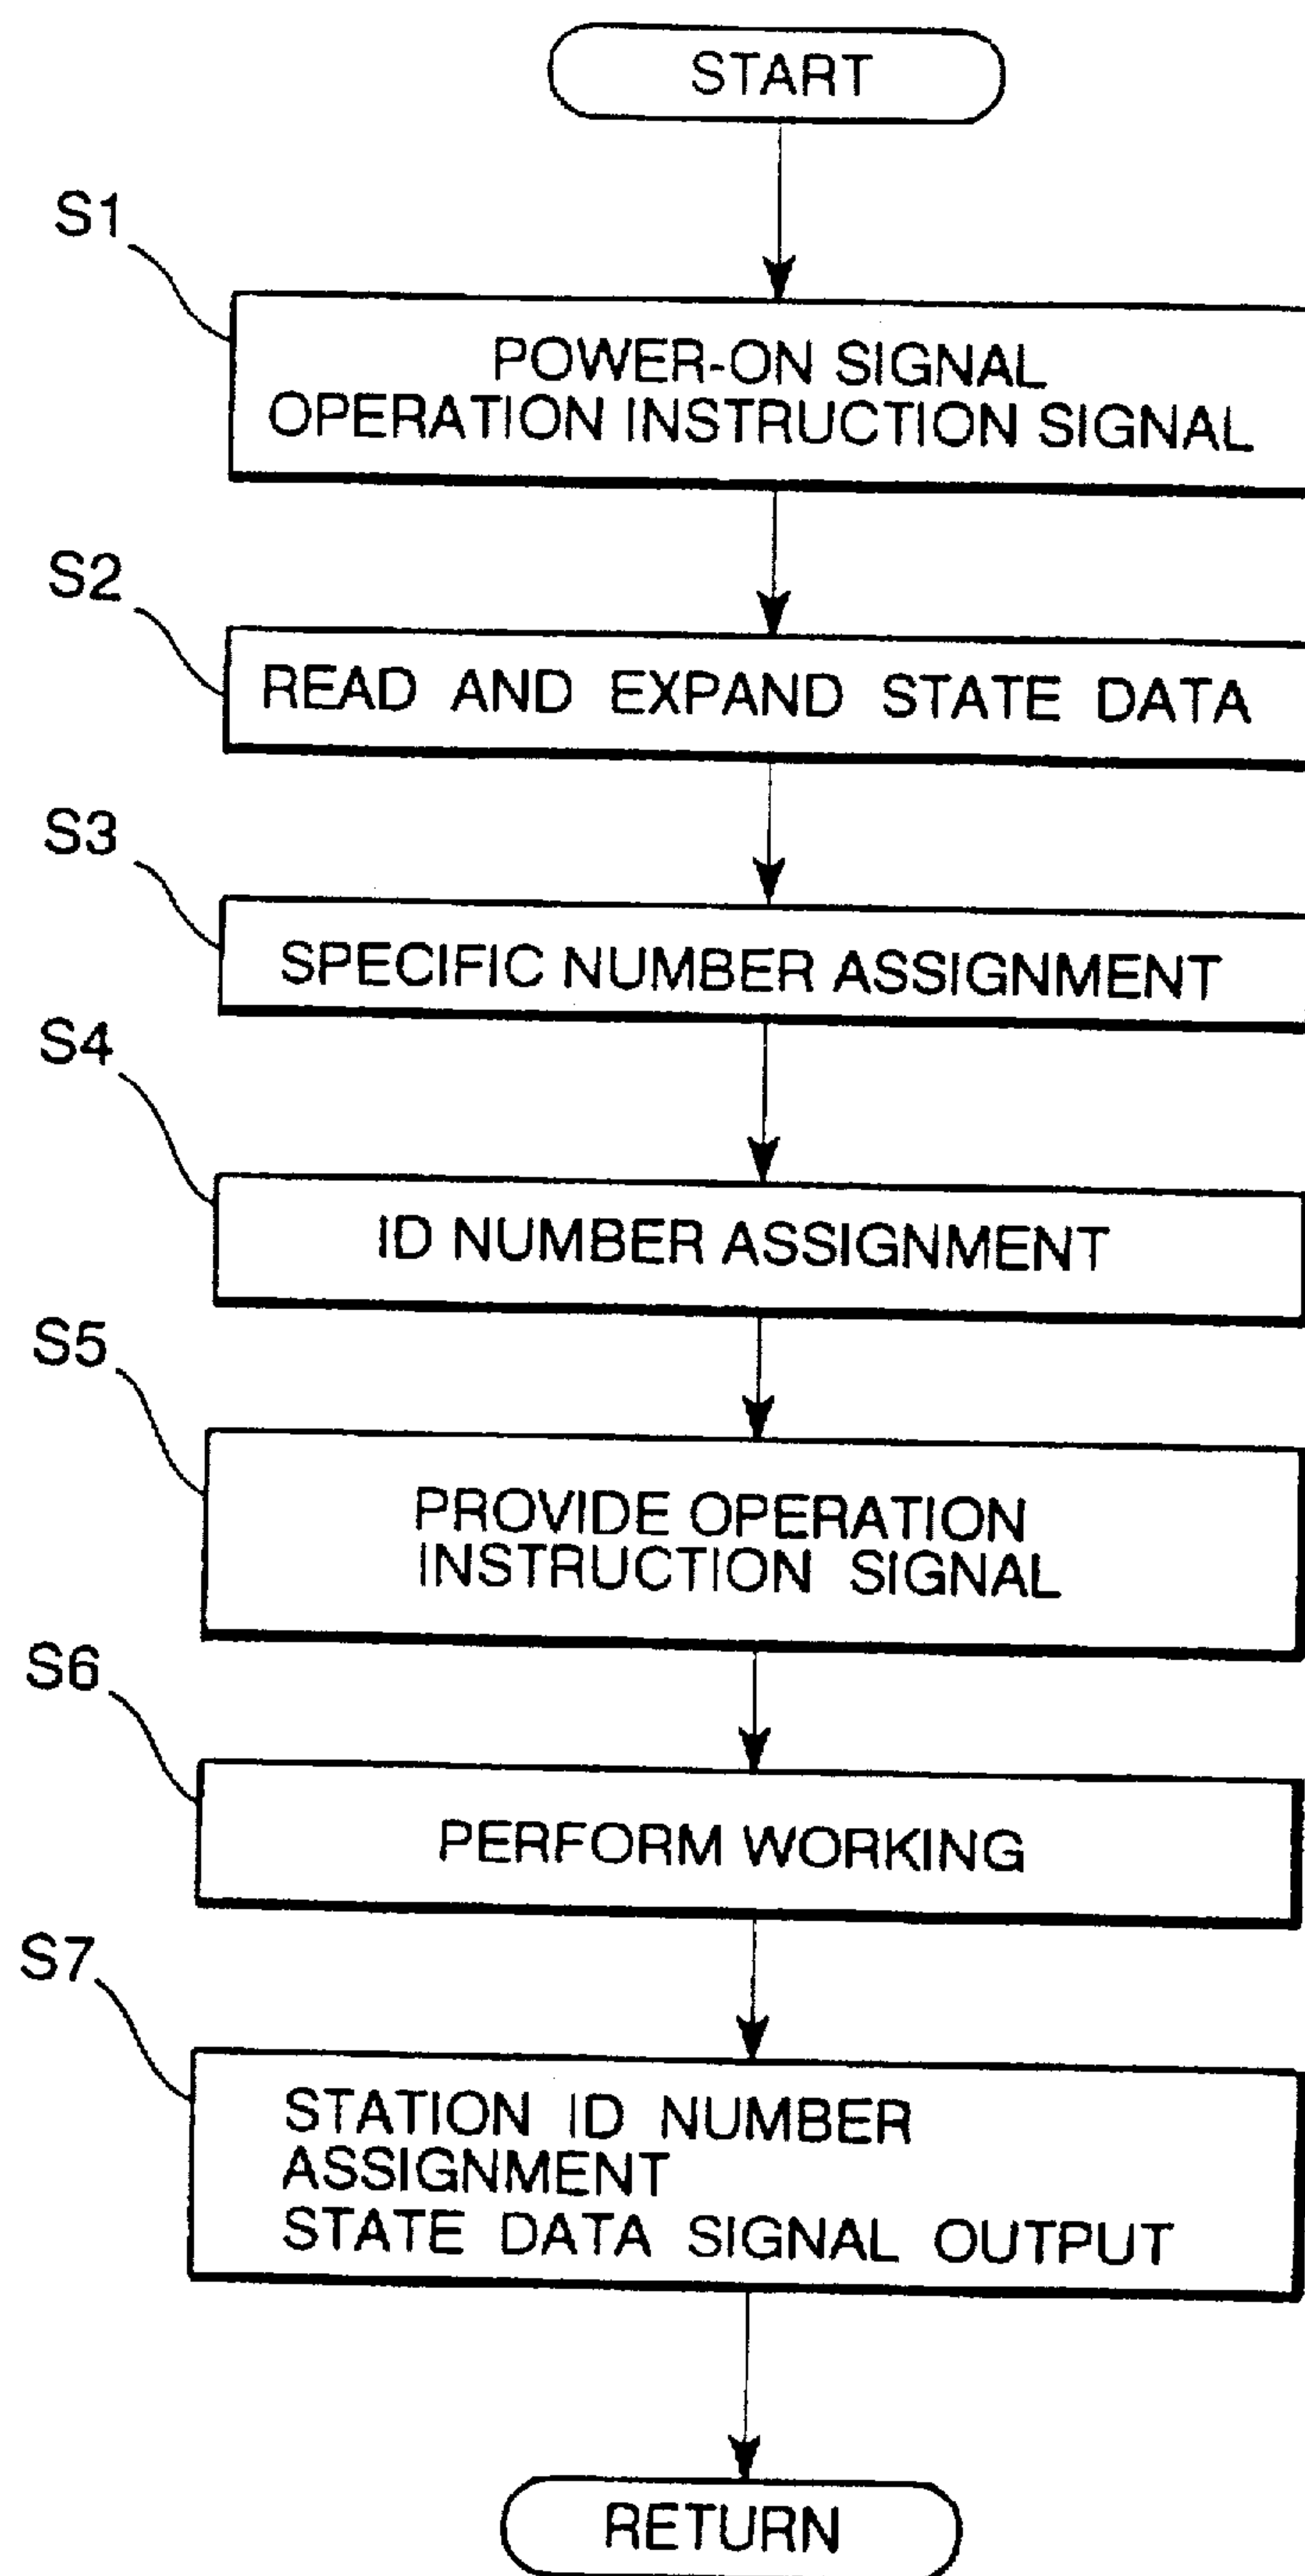 START
S1
POWER-ON SIGNAL
OPERATION INSTRUCTION SIGNAL
S2
READ AND EXPAND STATE DATA
S3
SPECIFIC NUMBER ASSIGNMENT
S4
ID NUMBER ASSIGNMENT
S5
PROVIDE OPERATION
INSTRUCTION SIGNAL
S6
PERFORM WORKING
S7
STATION ID NUMBER
ASSIGNMENT
STATE DATA SIGNAL OUTPUT
RETURN